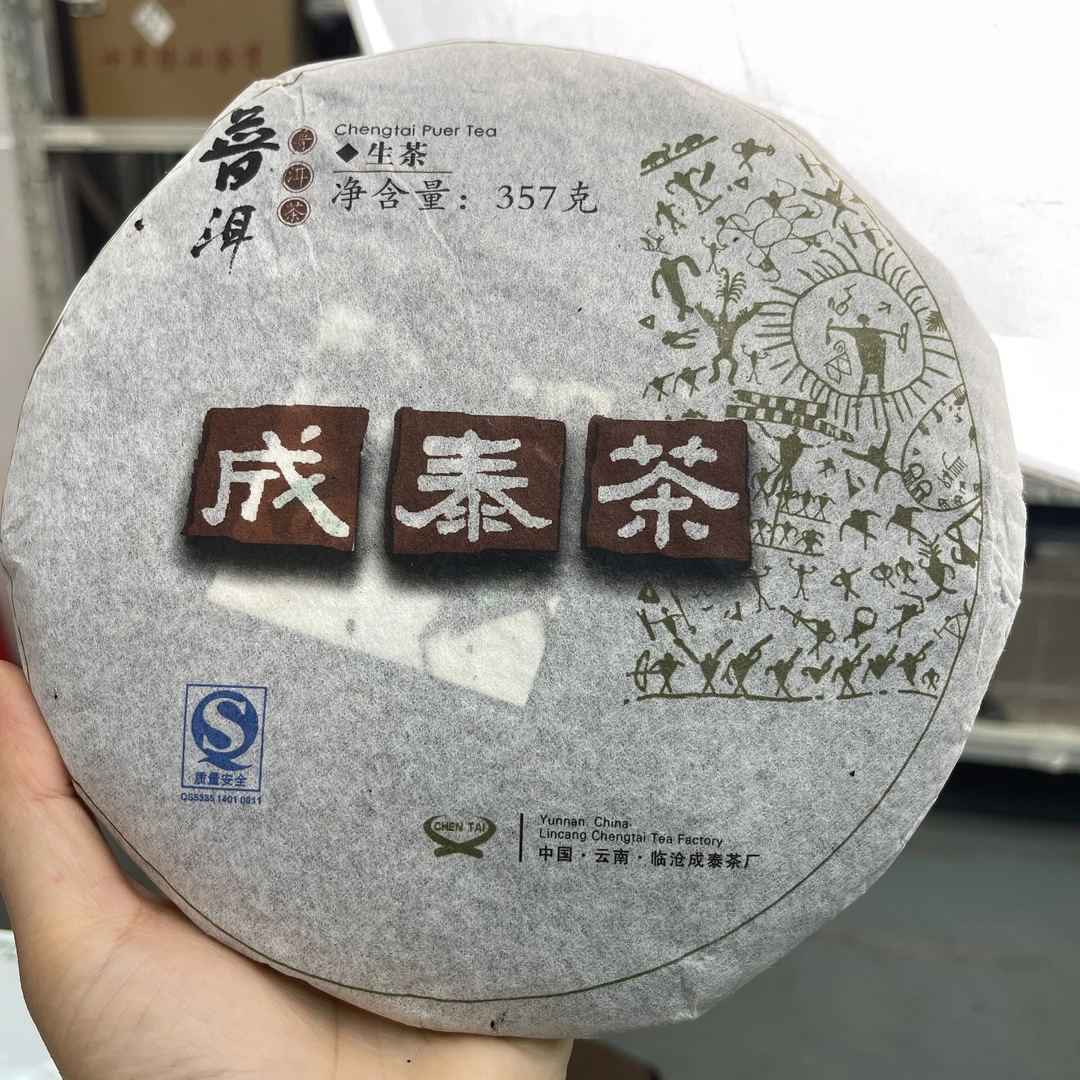 普洱
普洱茶
Chengtai Puer Tea
◆生茶
净含量：357克
成泰茶
质量安全
QS5335 1401 0811
CHEN TAI
Yunnan. China.
Lincang Chengtai Tea Factory
中国·云南·临沧成泰茶厂